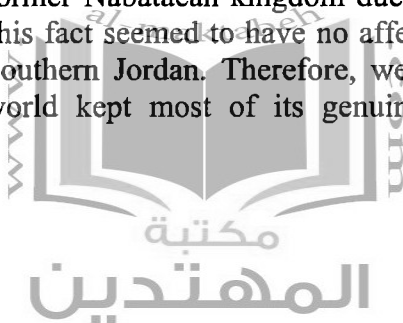 former Nabataean kingdom due
his fact seemed to have no affe
outhern Jordan. Therefore, we
world kept most of its genuin
مكتبة
المهتدين